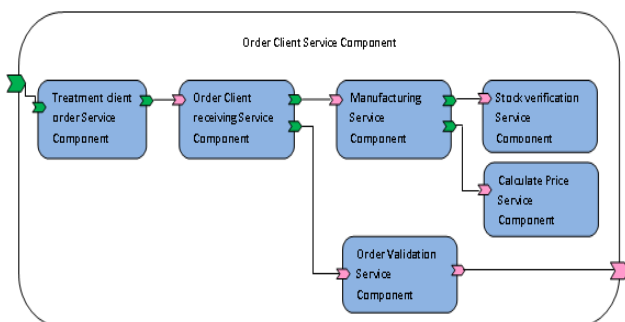 Order Client Service Component
Treatment client
order Service
Component
Order Client
receiving Service
Component
Manufacturing
Service
Component
Stock verification
Service
Component
Calculate Price
Service
Component
Order Validation
Service
Component